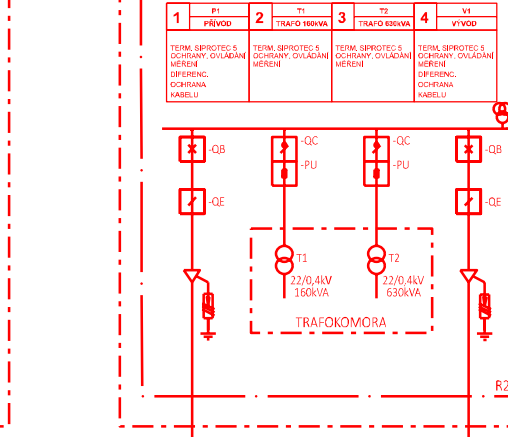 1 P1 PŘÍVOD
2 T1 TRAFO 160kVA
3 T2 TRAFO 630kVA
4 V1 VÝVOD
TERM. SIPROTEC 5
OCHRANY, OVLÁDÁNÍ
MĚŘENÍ
DIFERENC.
OCHRANA
KABELU
TERM. SIPROTEC 5
OCHRANY, OVLÁDÁNÍ
MĚŘENÍ
TERM. SIPROTEC 5
OCHRANY, OVLÁDÁNÍ
MĚŘENÍ
TERM. SIPROTEC 5
OCHRANY, OVLÁDÁNÍ
MĚŘENÍ
DIFERENC.
OCHRANA
KABELU
-QB
-QC
-QC
-QB
-PU
-PU
-QE
-QE
T1
22/0,4kV
160kVA
T2
22/0,4kV
630kVA
TRAFOKOMORA
R2